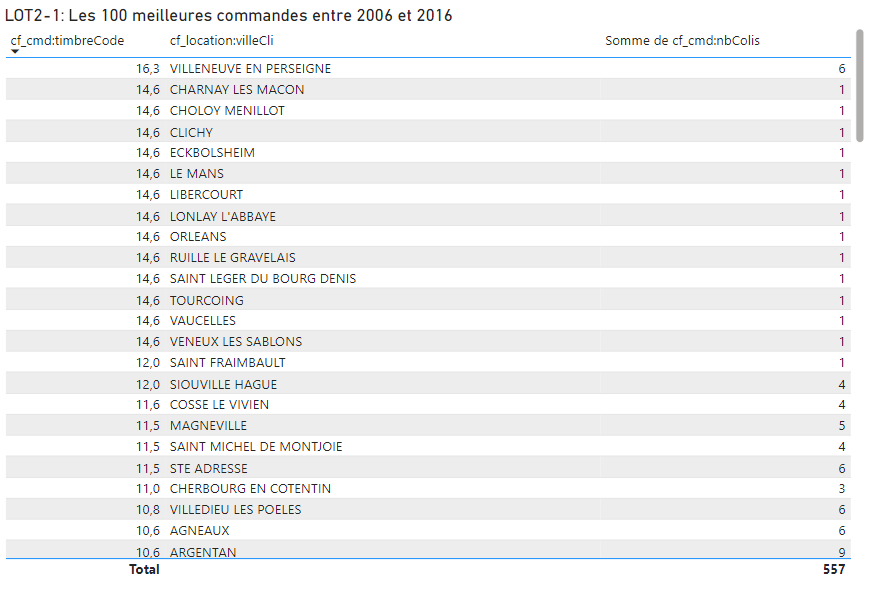 LOT2-1: Les 100 meilleures commandes entre 2006 et 2016
cf_cmd:timbreCode cf_location:villeCli Somme de cf_cmd:nbColis
16,3 VILLENEUVE EN PERSEIGNE 6
14,6 CHARNAY LES MACON 1
14,6 CHOLOY MENILLOT 1
14,6 CLICHY 1
14,6 ECKBOLSHEIM 1
14,6 LE MANS 1
14,6 LIBERCOURT 1
14,6 LONLAY L'ABBAYE 1
14,6 ORLEANS 1
14,6 RUILLE LE GRAVELAIS 1
14,6 SAINT LEGER DU BOURG DENIS 1
14,6 TOURCOING 1
14,6 VAUCELLES 1
14,6 VENEUX LES SABLONS 1
12,0 SAINT FRAIMBAULT 1
12,0 SIOUVILLE HAGUE 4
11,6 COSSE LE VIVIEN 4
11,5 MAGNEVILLE 5
11,5 SAINT MICHEL DE MONTJOIE 4
11,5 STE ADRESSE 6
11,0 CHERBOURG EN COTENTIN 3
10,8 VILLEDIEU LES POELES 6
10,6 AGNEAUX 6
10,6 ARGENTAN 9
Total 557